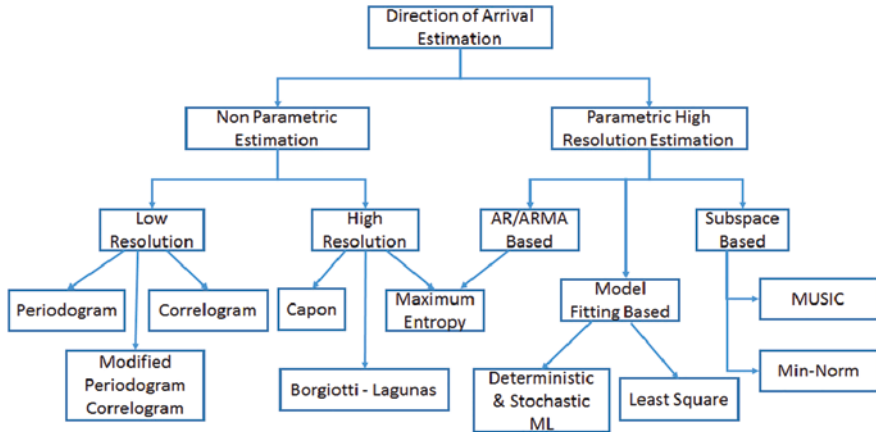 Direction of Arrival
Estimation
Non Parametric
Estimation
Parametric High
Resolution Estimation
Low
Resolution
High
Resolution
AR/ARMA
Based
Subspace
Based
Periodogram
Correlogram
Capon
Maximum
Entropy
Model
Fitting Based
MUSIC
Modified
Periodogram
Correlogram
Borgiotti - Lagunas
Deterministic
& Stochastic
ML
Least Square
Min-Norm